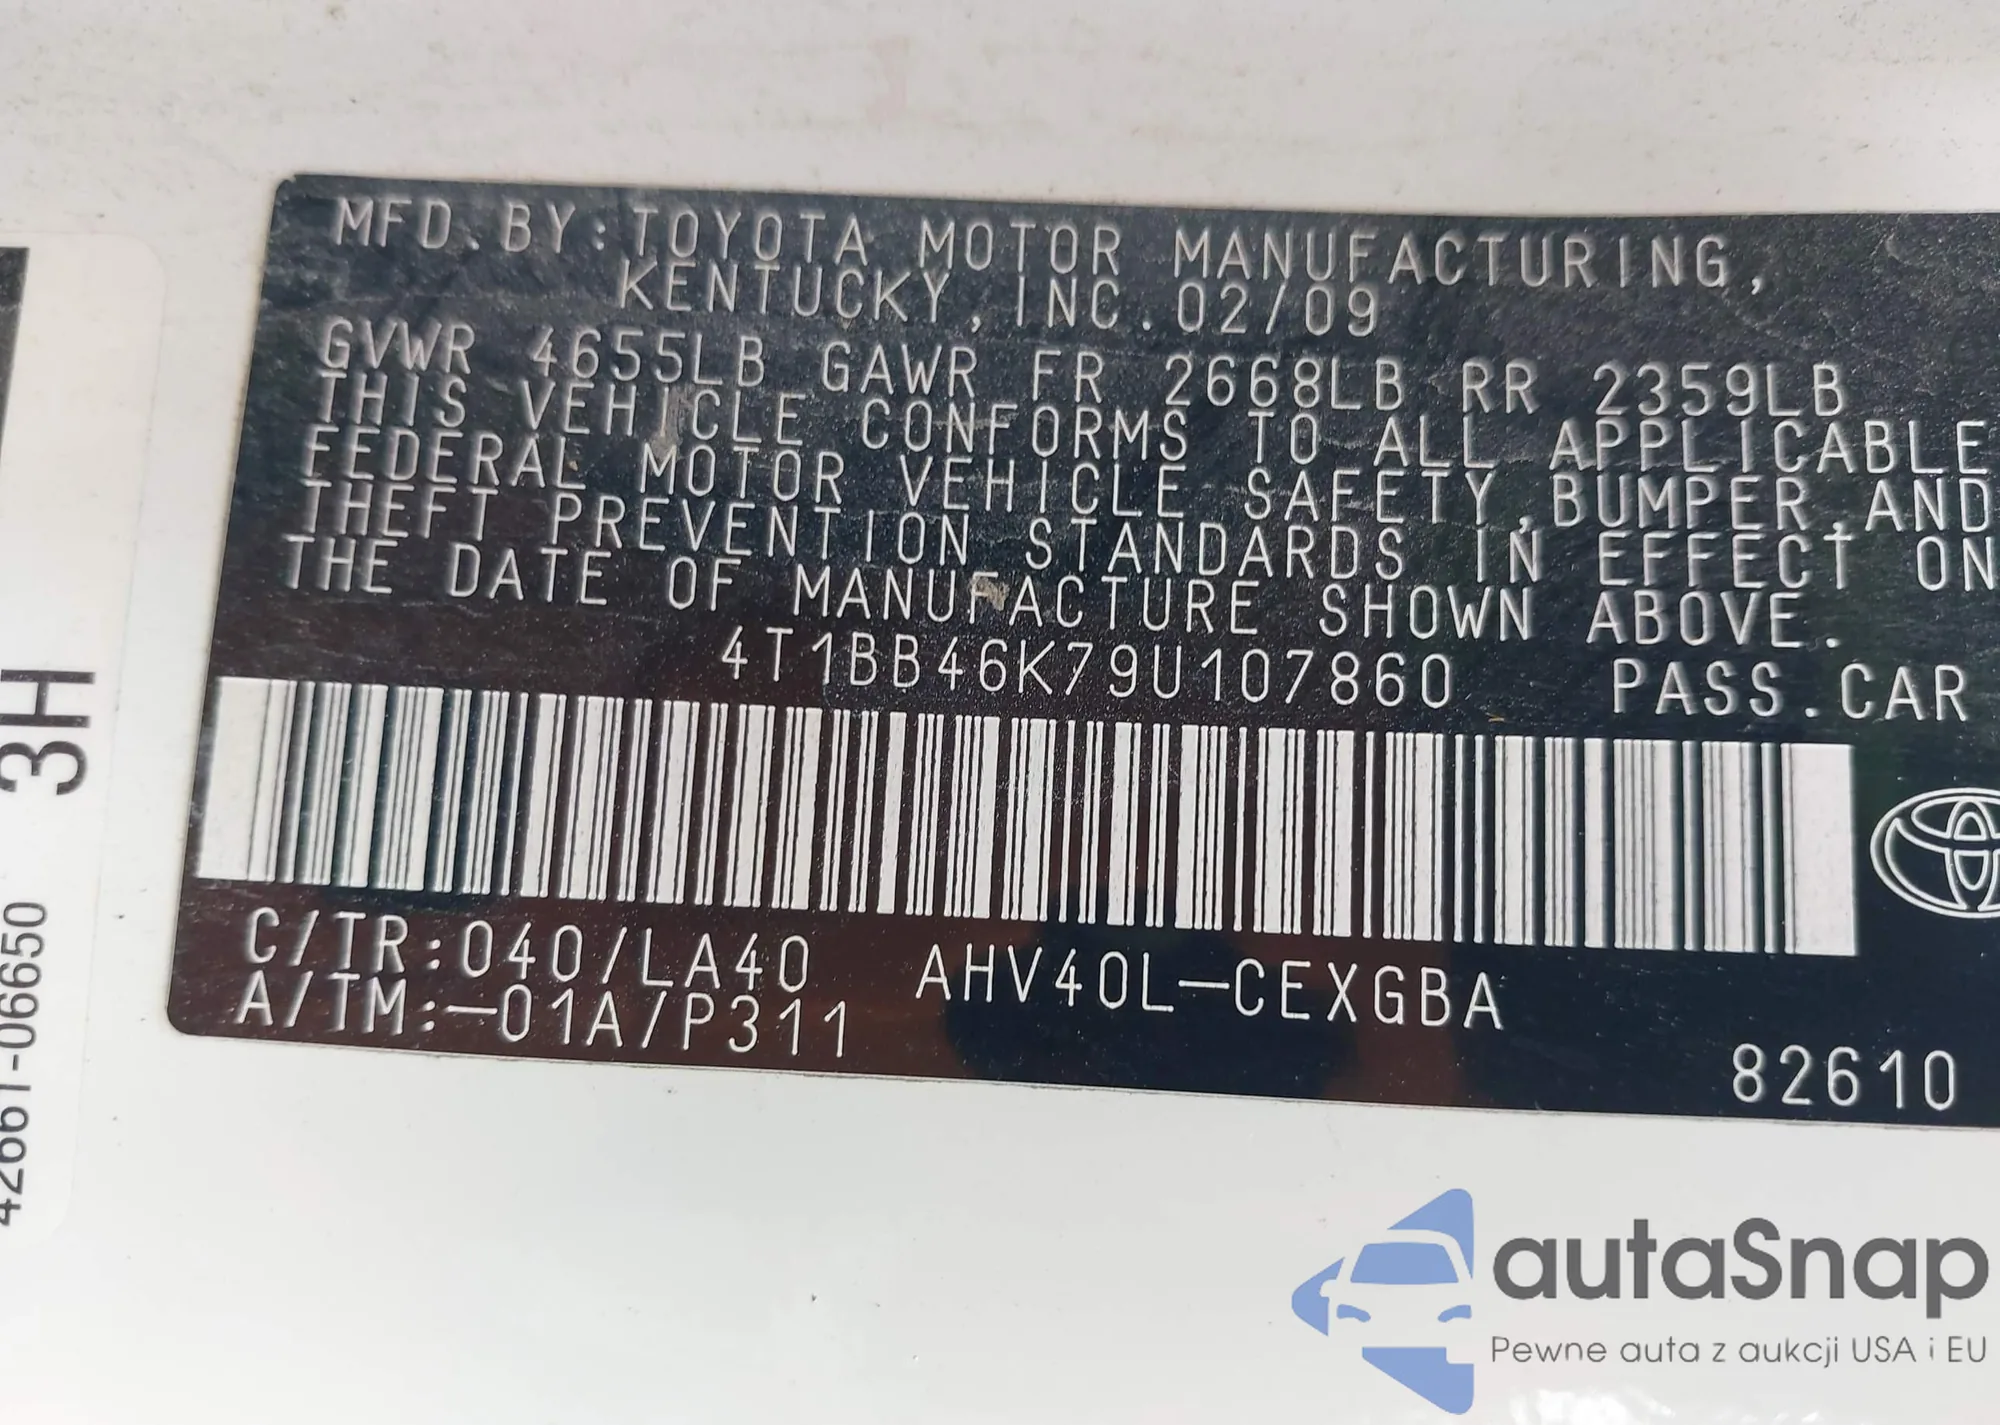 MFD.BY:TOYOTA MOTOR MANUFACTURING,
KENTUCKY, INC.02/09
GVWR 4655LB GAWR FR 2668LB RR 2359LB
THIS VEHICLE CONFORMS TO ALL APPLICABLE
FEDERAL MOTOR VEHICLE SAFETY,BUMPER,AND
THEFT PREVENTION STANDARDS IN EFFECT ON
THE DATE OF MANUFACTURE SHOWN ABOVE.
4T1BB46K79U107860 PASS.CAR
C/TR:040/LA40 AHV40L-CEXGBA
A/TM:-01A/P311
82610
3H
42661-06650
autaSnap
Pewne auta z aukcji USA i EU